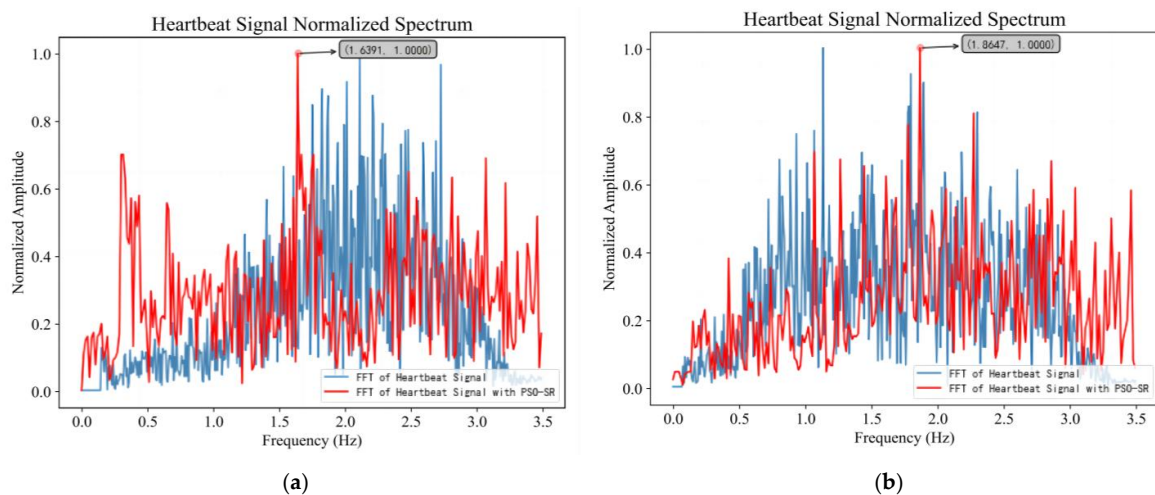 Heartbeat Signal Normalized Spectrum
(1.6391, 1.0000)
1.0
0.8
0.6
0.4
0.2
0.0
Normalized Amplitude
FFT of Heartbeat Signal
FFT of Heartbeat Signal with PSO-SR
0.0 0.5 1.0 1.5 2.0 2.5 3.0 3.5
Frequency (Hz)
(a)
Heartbeat Signal Normalized Spectrum
(1.8647, 1.0000)
1.0
0.8
0.6
0.4
0.2
0.0
Normalized Amplitude
FFT of Heartbeat Signal
FFT of Heartbeat Signal with PSO-SR
0.0 0.5 1.0 1.5 2.0 2.5 3.0 3.5
Frequency (Hz)
(b)